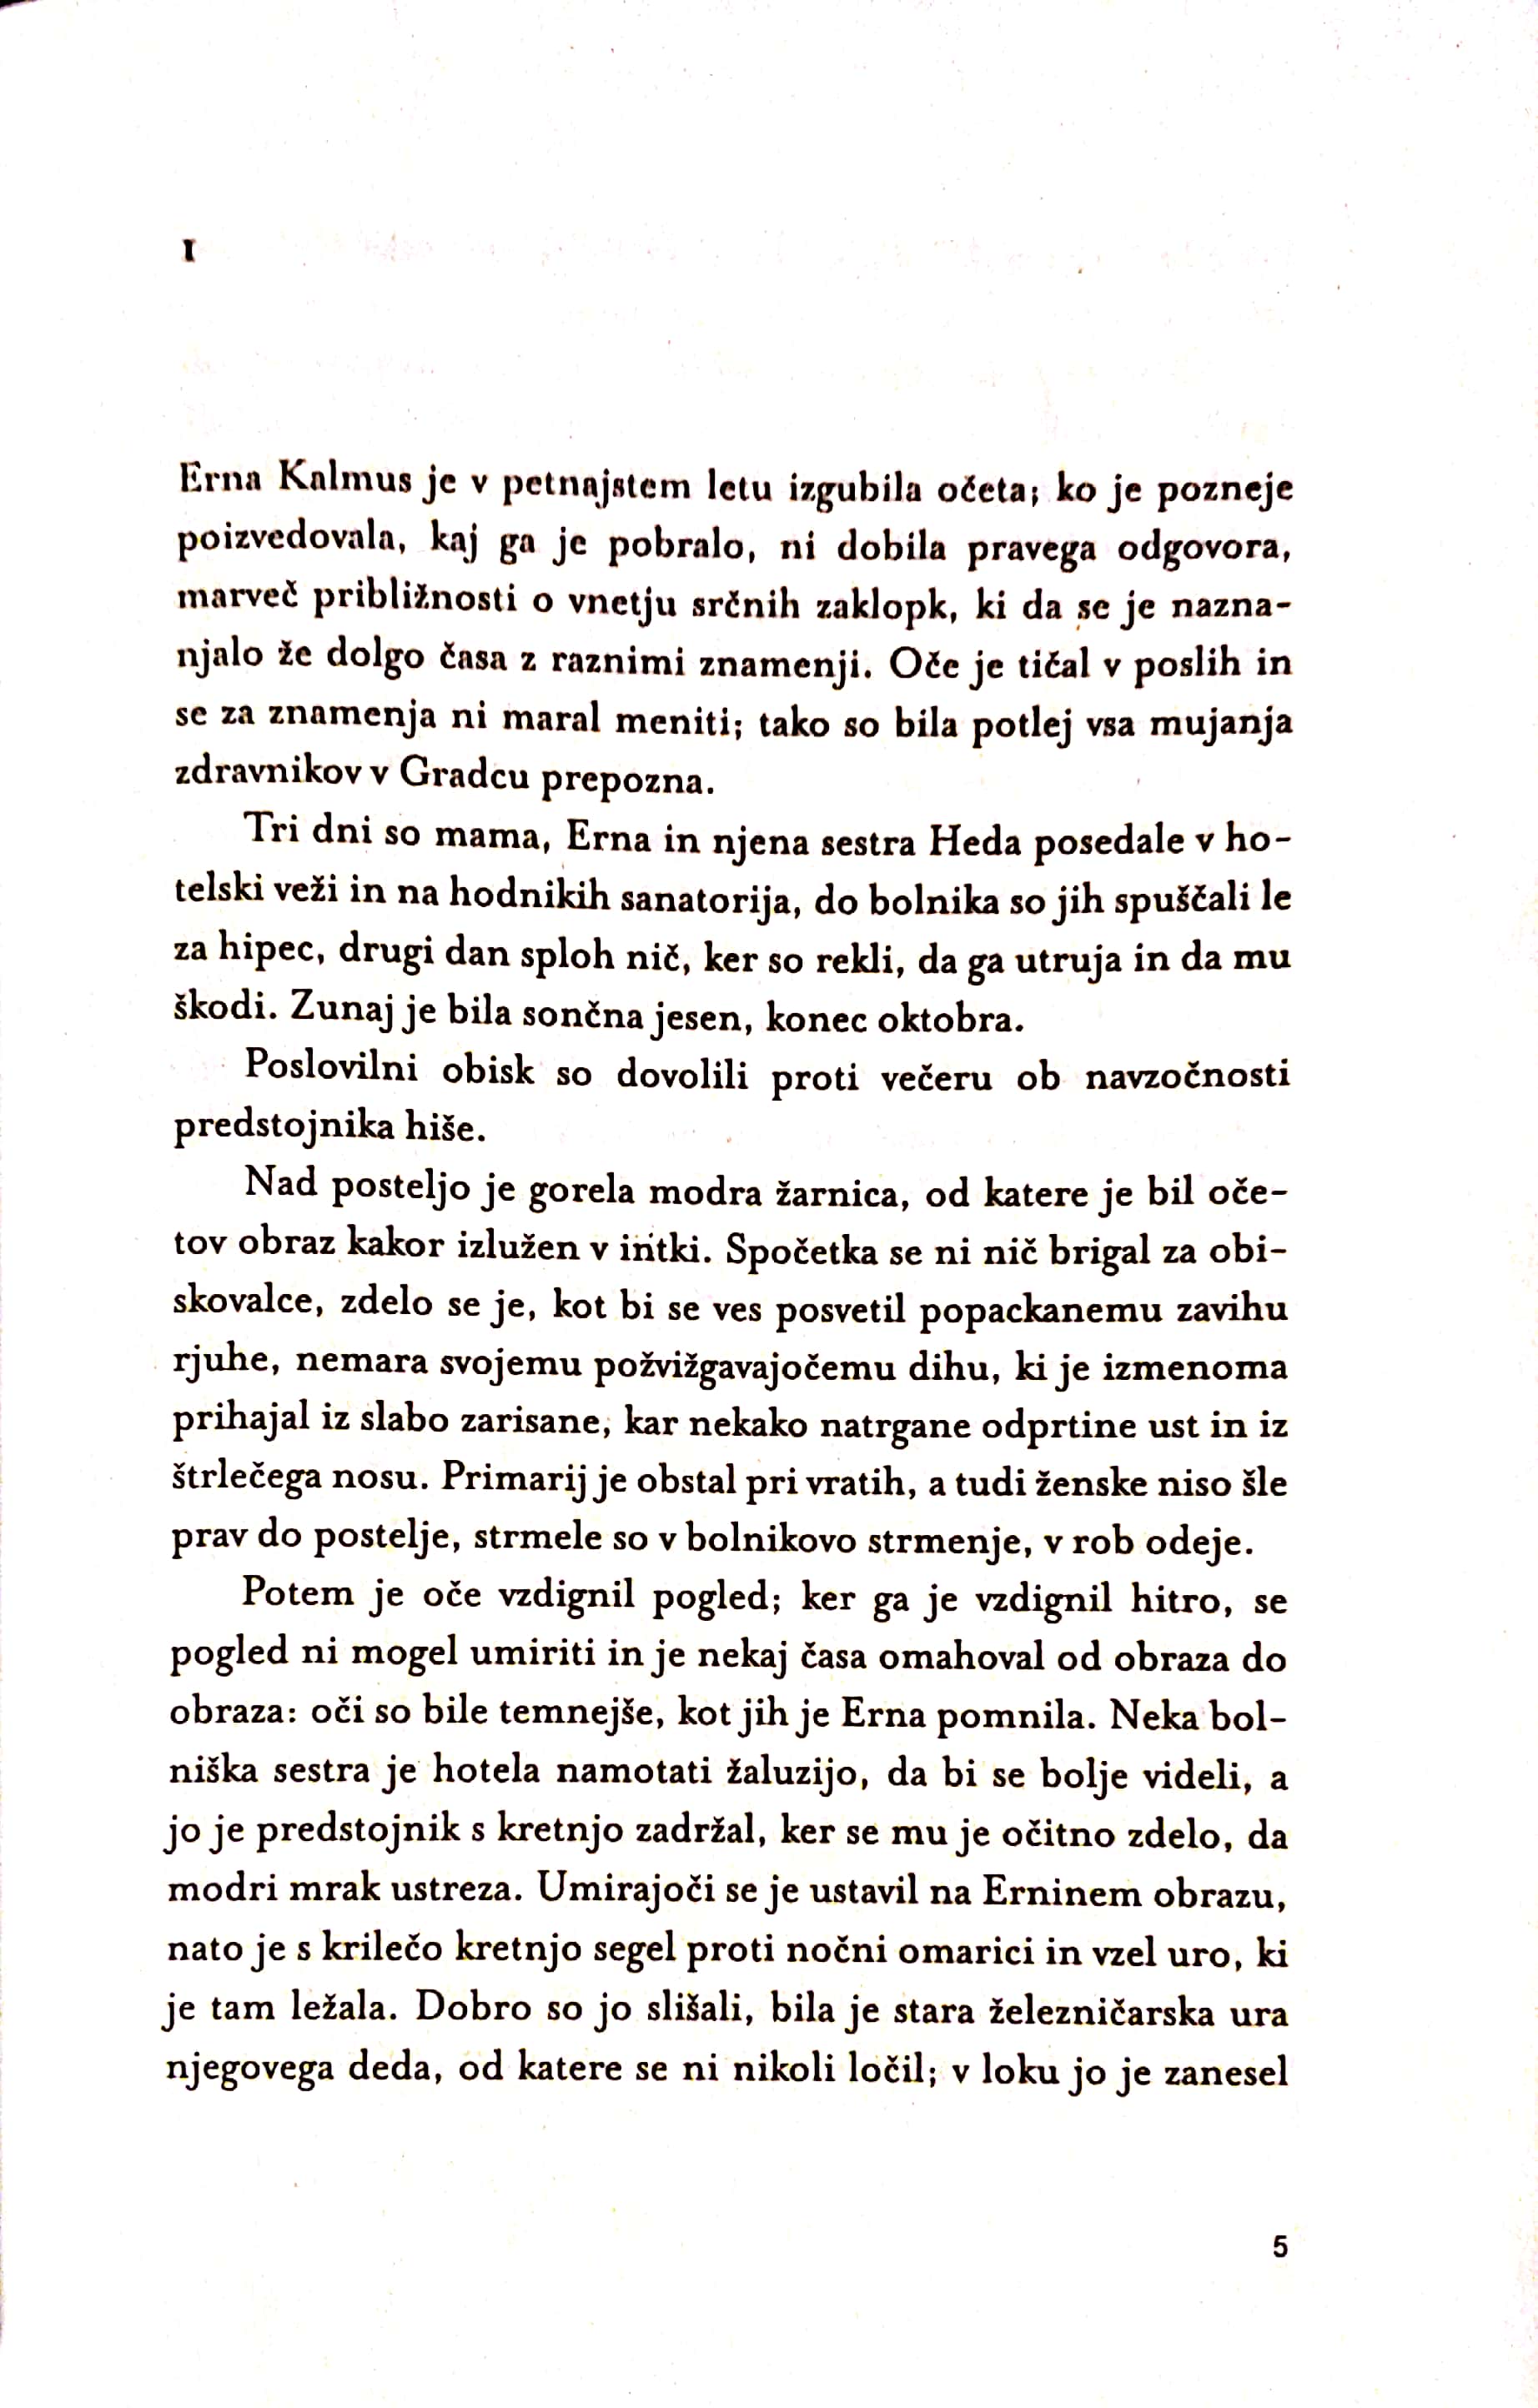 I
Erna Kalmus je v petnajstem letu izgubila očeta; ko je pozneje
poizvedovala, kaj ga je pobralo, ni dobila pravega odgovora,
marveč približnosti o vnetju srčnih zaklopk, ki da se je nazna-
njalo že dolgo časa z raznimi znamenji. Oče je tičal v poslih in
se za znamenja ni maral meniti; tako so bila potlej vsa mujanja
zdravnikov v Gradcu prepozna.
Tri dni so mama, Erna in njena sestra Heda posedale v ho-
telski veži in na hodnikih sanatorija, do bolnika so jih spuščali le
za hipec, drugi dan sploh nič, ker so rekli, da ga utruja in da mu
škodi. Zunaj je bila sončna jesen, konec oktobra.
Poslovilni obisk so dovolili proti večeru ob navzočnosti
predstojnika hiše.
Nad posteljo je gorela modra žarnica, od katere je bil oče-
tov obraz kakor izlužen v intki. Spočetka se ni nič brigal za obi-
skovalce, zdelo se je, kot bi se ves posvetil popackanemu zavihu
rjuhe, nemara svojemu požvižgavajočemu dihu, ki je izmenoma
prihajal iz slabo zarisane, kar nekako natrgane odprtine ust in iz
štrlečega nosu. Primarij je obstal pri vratih, a tudi ženske niso šle
prav do postelje, strmele so v bolnikovo strmenje, v rob odeje.
Potem je oče vzdignil pogled; ker ga je vzdignil hitro, se
pogled ni mogel umiriti in je nekaj časa omahoval od obraza do
obraza: oči so bile temnejše, kot jih je Erna pomnila. Neka bol-
niška sestra je hotela namotati žaluzijo, da bi se bolje videli, a
jo je predstojnik s kretnjo zadržal, ker se mu je očitno zdelo, da
modri mrak ustreza. Umirajoči se je ustavil na Erninem obrazu,
nato je s krilečo kretnjo segel proti nočni omarici in vzel uro, ki
je tam ležala. Dobro so jo slišali, bila je stara železničarska ura
njegovega deda, od katere se ni nikoli ločil; v loku jo je zanesel
5